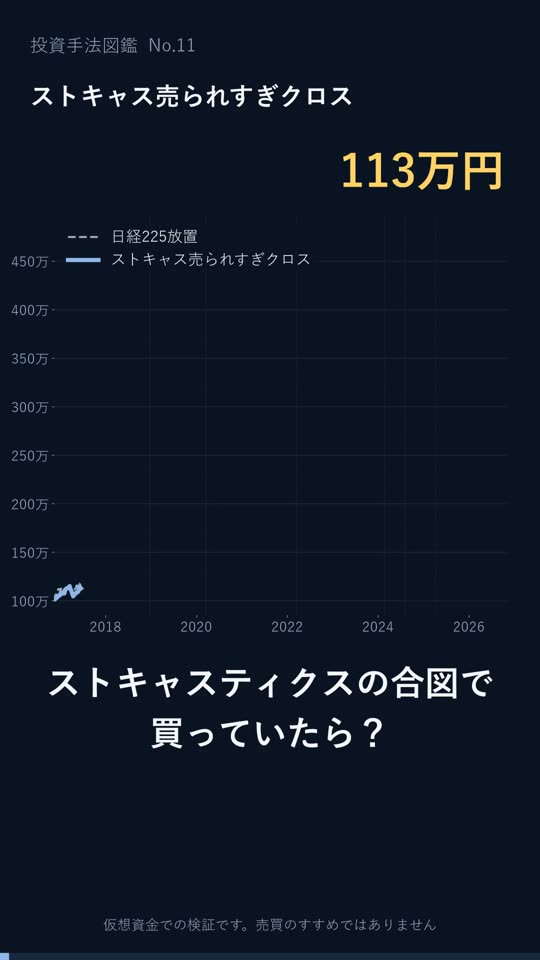 投資手法図鑑 No.11
ストキャス売られすぎクロス
113万円
日経225放置
ストキャス売られすぎクロス
450万
400万
350万
300万
250万
200万
150万
100万
2018 2020 2022 2024 2026
ストキャスティクスの合図で
買っていたら？
仮想資金での検証です。売買のすすめではありません